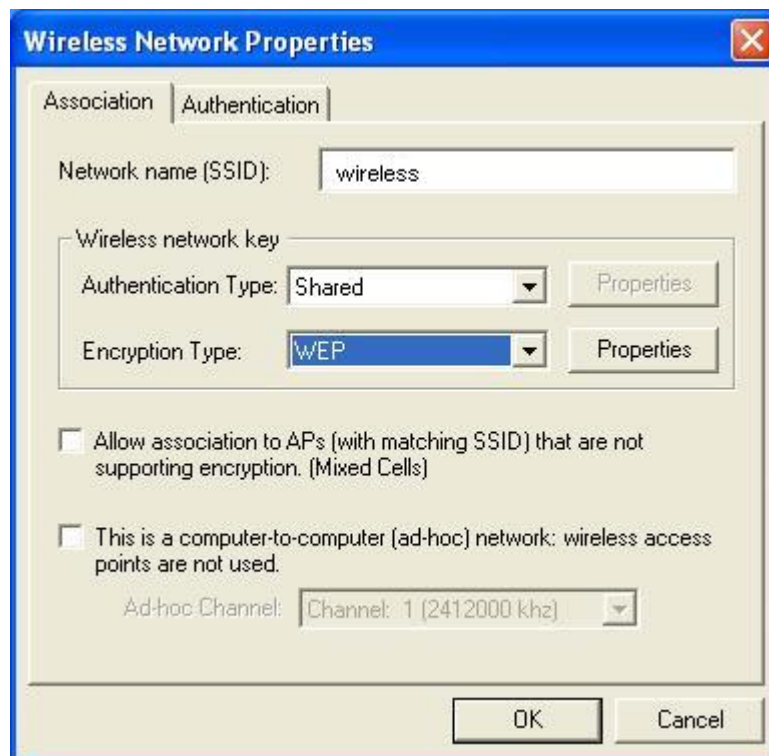 Wireless Network Properties
Association Authentication
Network name (SSID): wireless
Wireless network key
Authentication Type: Shared Properties
Encryption Type: WEP Properties
Allow association to APs (with matching SSID) that are not
supporting encryption. (Mixed Cells)
This is a computer-to-computer (ad-hoc) network: wireless access
points are not used.
Ad-hoc Channel: Channel: 1 (2412000 khz)
OK Cancel